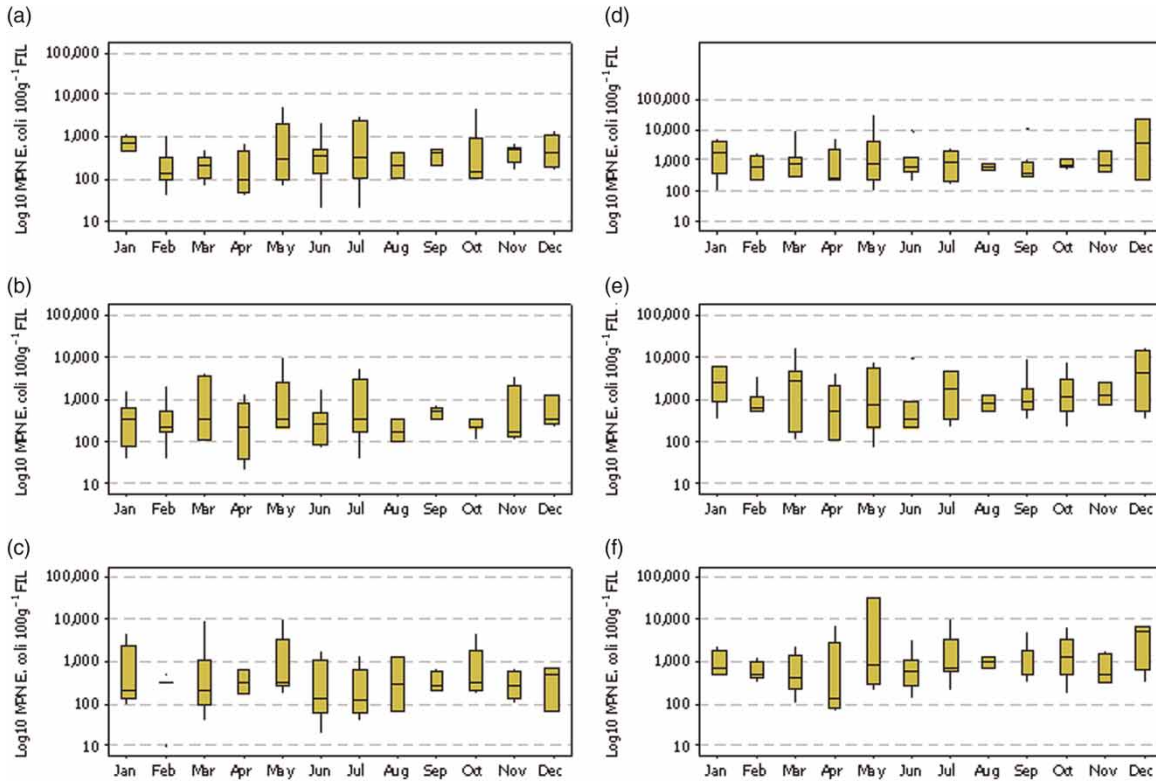 (a)
Log10 MPN E.coli 100g⁻¹ FIL
100,000
10,000
1,000
100
10
Jan Feb Mar Apr May Jun Jul Aug Sep Oct Nov Dec
(d)
Log10 MPN E.coli 100g⁻¹ FIL
100,000
10,000
1,000
100
10
Jan Feb Mar Apr May Jun Jul Aug Sep Oct Nov Dec
(b)
Log10 MPN E.coli 100g⁻¹ FIL
100,000
10,000
1,000
100
10
Jan Feb Mar Apr May Jun Jul Aug Sep Oct Nov Dec
(e)
Log10 MPN E.coli 100g⁻¹ FIL
100,000
10,000
1,000
100
10
Jan Feb Mar Apr May Jun Jul Aug Sep Oct Nov Dec
(c)
Log10 MPN E.coli 100g⁻¹ FIL
100,000
10,000
1,000
100
10
Jan Feb Mar Apr May Jun Jul Aug Sep Oct Nov Dec
(f)
Log10 MPN E.coli 100g⁻¹ FIL
100,000
10,000
1,000
100
10
Jan Feb Mar Apr May Jun Jul Aug Sep Oct Nov Dec